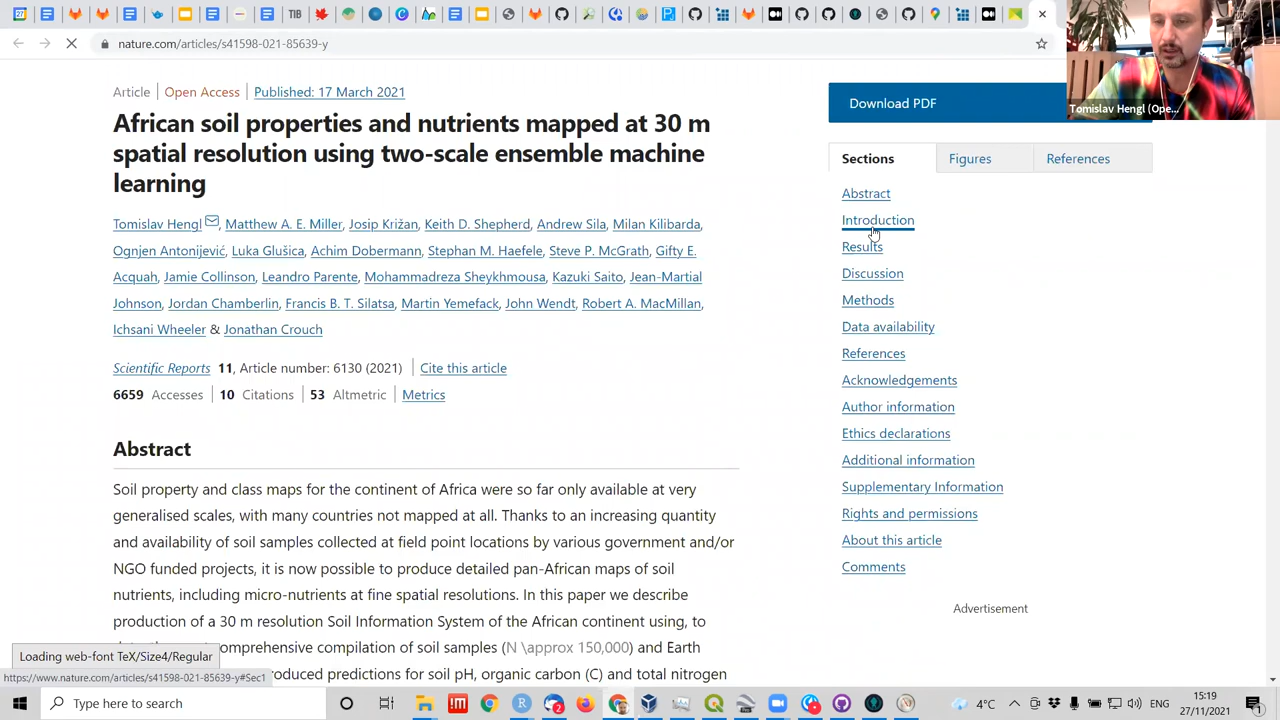 nature.com/articles/s41598-021-85639-y
Tomislav Hengl (Ope...
Article
Open Access
Published: 17 March 2021
African soil properties and nutrients mapped at 30 m
spatial resolution using two-scale ensemble machine
learning
Tomislav Hengl, Matthew A. E. Miller, Josip Križan, Keith D. Shepherd, Andrew Sila, Milan Kilibarda,
Ognjen Antonijević, Luka Glušica, Achim Dobermann, Stephan M. Haefele, Steve P. McGrath, Gifty E.
Acquah, Jamie Collinson, Leandro Parente, Mohammadreza Sheykhmousa, Kazuki Saito, Jean-Martial
Johnson, Jordan Chamberlin, Francis B. T. Silatsa, Martin Yemefack, John Wendt, Robert A. MacMillan,
Ichsani Wheeler & Jonathan Crouch
Scientific Reports 11, Article number: 6130 (2021)
Cite this article
6659 Accesses
10 Citations
53 Altmetric
Metrics
Abstract
Soil property and class maps for the continent of Africa were so far only available at very
generalised scales, with many countries not mapped at all. Thanks to an increasing quantity
and availability of soil samples collected at field point locations by various government and/or
NGO funded projects, it is now possible to produce detailed pan-African maps of soil
nutrients, including micro-nutrients at fine spatial resolutions. In this paper we describe
production of a 30 m resolution Soil Information System of the African continent using, to
comprehensive compilation of soil samples (N \approx 150,000) and Earth
predictions for soil pH, organic carbon (C) and total nitrogen
Download PDF
Sections
Figures
References
Abstract
Introduction
Results
Discussion
Methods
Data availability
References
Acknowledgements
Author information
Ethics declarations
Additional information
Supplementary Information
Rights and permissions
About this article
Comments
Advertisement
Loading web-font TeX/Size4/Regular
https://www.nature.com/articles/s41598-021-85639-y#Sec1
Type here to search
4°C
ENG
15:19
27/11/2021